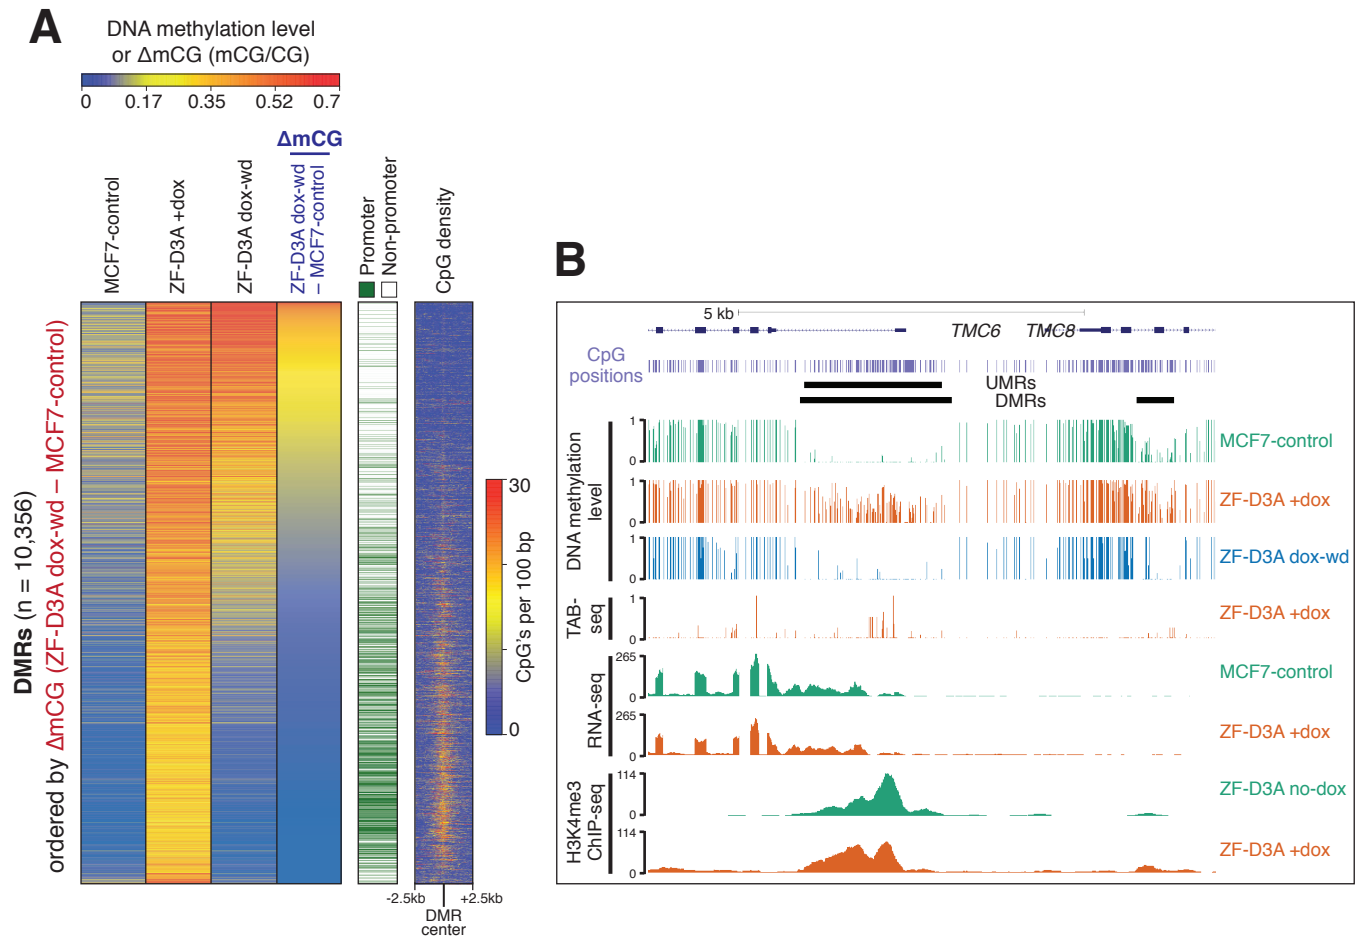 A
DNA methylation level
or ΔmCG (mCG/CG)
0 0.17 0.35 0.52 0.7
ΔmCG
MCF7-control
ZF-D3A +dox
ZF-D3A dox-wd
ZF-D3A dox-wd
– MCF7-control
Promoter
Non-promoter
CpG density
DMRs (n = 10,356)
ordered by ΔmCG (ZF-D3A dox-wd – MCF7-control)
30
CpG's per 100 bp
0
-2.5kb +2.5kb
DMR
center
B
5 kb
TMC6 TMC8
CpG
positions
UMRs
DMRs
DNA methylation
level
1
0
MCF7-control
1
0
ZF-D3A +dox
1
0
ZF-D3A dox-wd
TAB-
seq
1
0
ZF-D3A +dox
RNA-seq
265
0
MCF7-control
265
0
ZF-D3A +dox
H3K4me3
ChIP-seq
114
0
ZF-D3A no-dox
114
0
ZF-D3A +dox